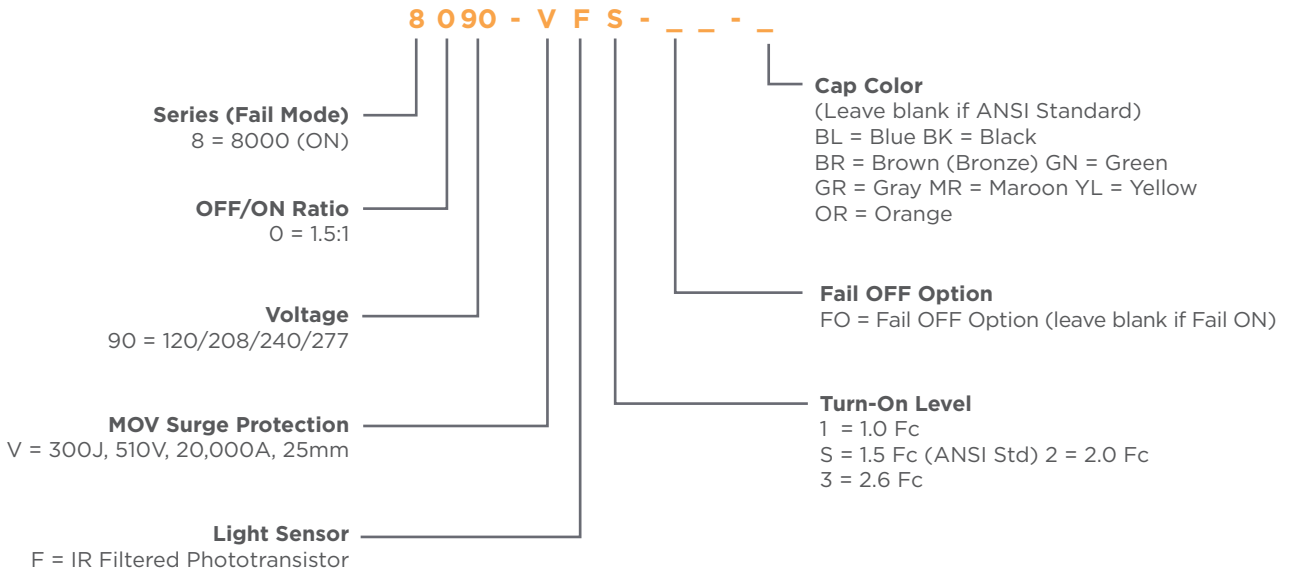 8 0 90 - V F S - _ _ - _
Series (Fail Mode)
8 = 8000 (ON)
OFF/ON Ratio
0 = 1.5:1
Voltage
90 = 120/208/240/277
MOV Surge Protection
V = 300J, 510V, 20,000A, 25mm
Light Sensor
F = IR Filtered Phototransistor
Cap Color
(Leave blank if ANSI Standard)
BL = Blue BK = Black
BR = Brown (Bronze) GN = Green
GR = Gray MR = Maroon YL = Yellow
OR = Orange
Fail OFF Option
FO = Fail OFF Option (leave blank if Fail ON)
Turn-On Level
1 = 1.0 Fc
S = 1.5 Fc (ANSI Std) 2 = 2.0 Fc
3 = 2.6 Fc